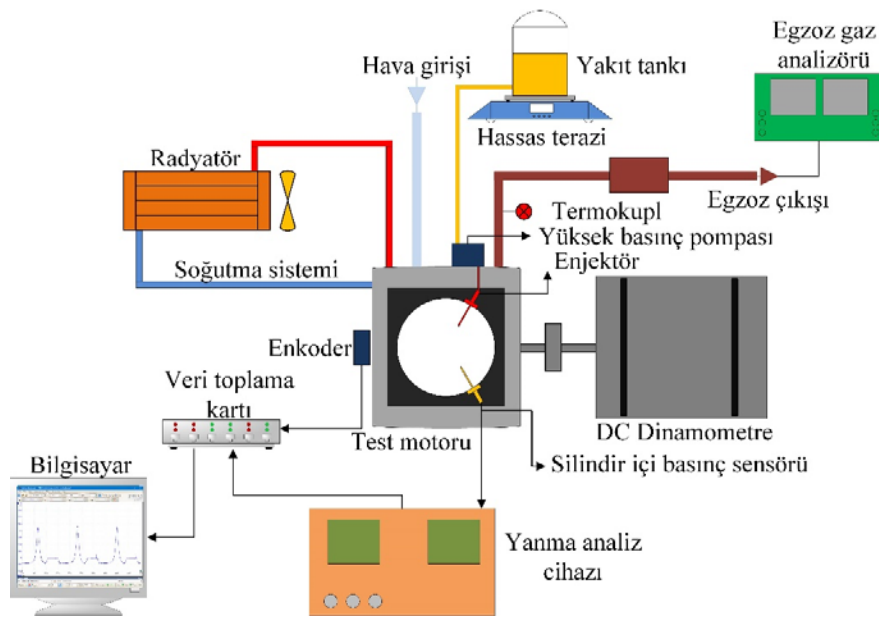 Egzoz gaz
analizörü
Hava girişi
Yakıt tankı
Hassas terazi
Radyatör
Egzoz çıkışı
Termokupl
Yüksek basınç pompası
Enjektör
Soğutma sistemi
Enkoder
Veri toplama
kartı
Test motoru
DC Dinamometre
Bilgisayar
Silindir içi basınç sensörü
Yanma analiz
cihazı